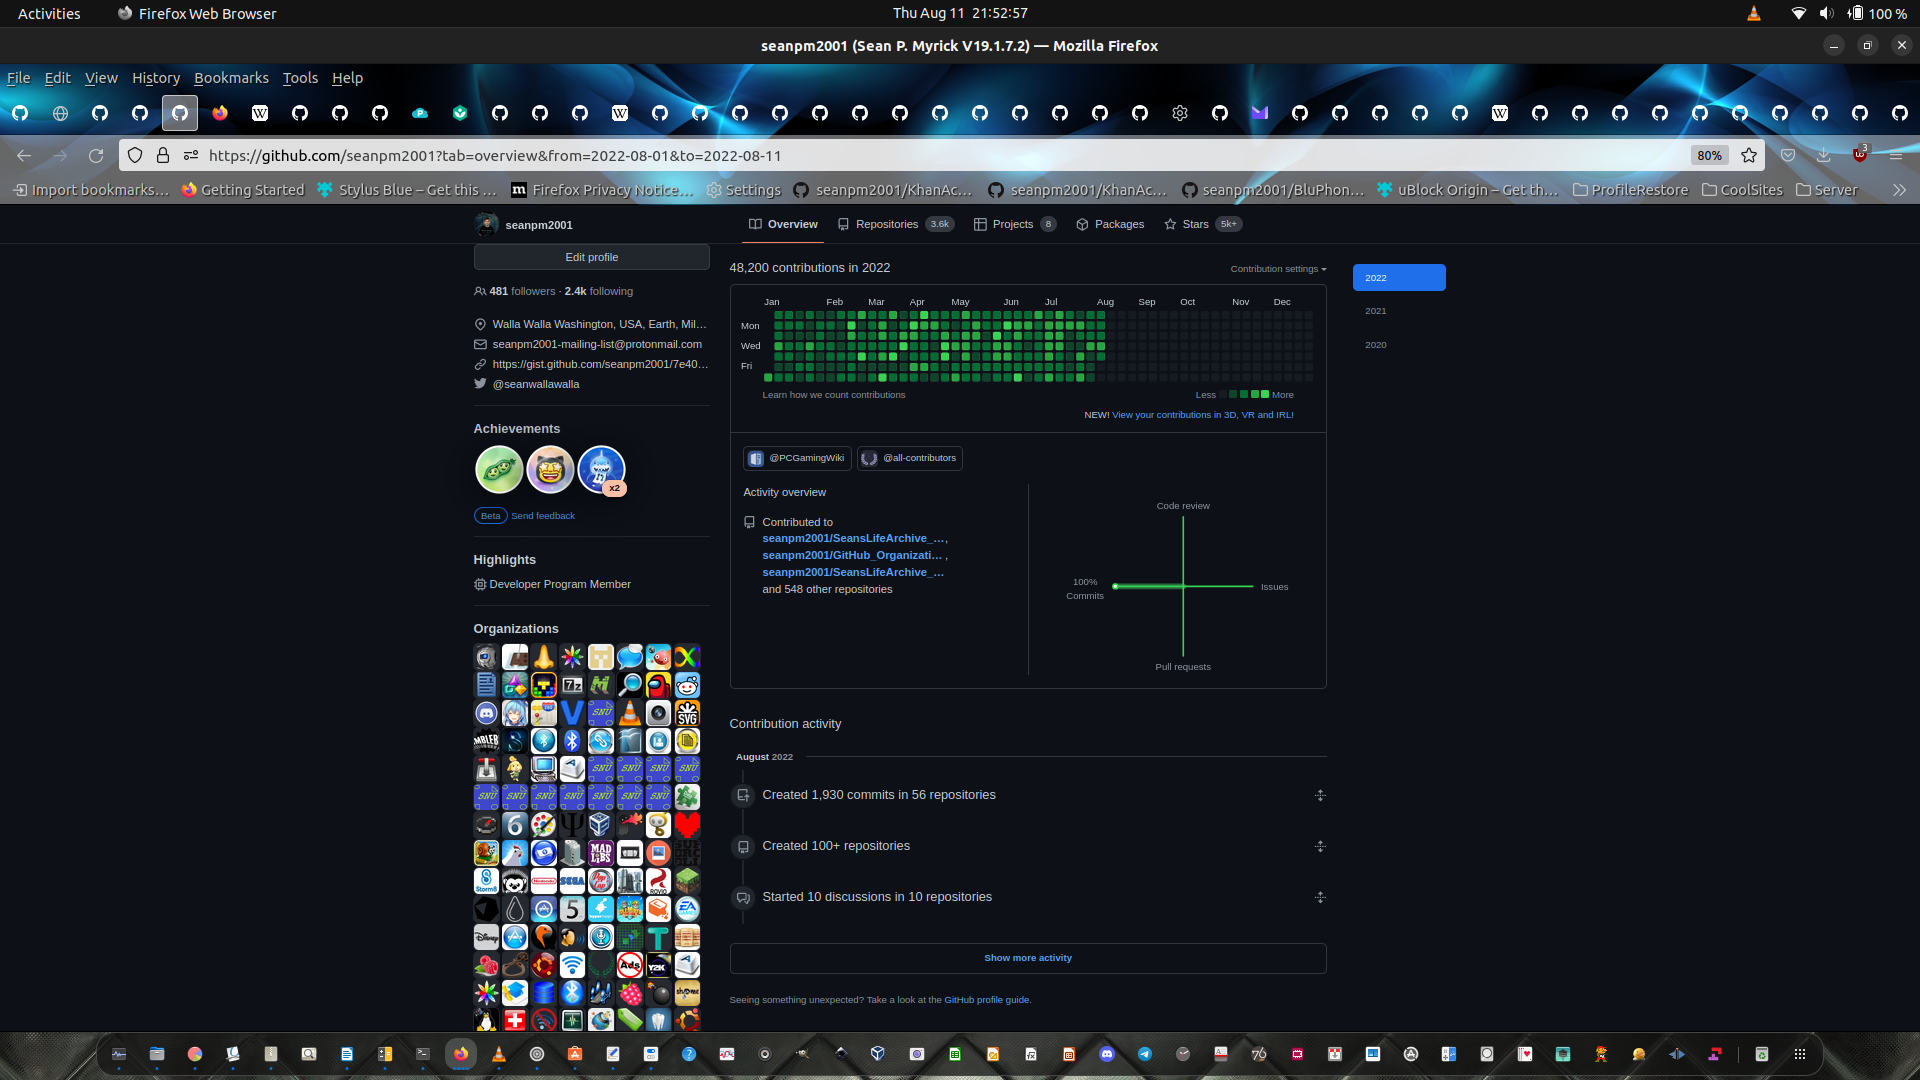 Activities
Firefox Web Browser
Thu Aug 11 21:52:57
100 %
seanpm2001 (Sean P. Myrick V19.1.7.2) — Mozilla Firefox
File Edit View History Bookmarks Tools Help
https://github.com/seanpm2001?tab=overview&from=2022-08-01&to=2022-08-11
80%
3
Import bookmarks…
Getting Started
Stylus Blue – Get this …
Firefox Privacy Notice…
Settings
seanpm2001/KhanAc…
seanpm2001/KhanAc…
seanpm2001/BluPhon…
uBlock Origin – Get th…
ProfileRestore
CoolSites
Server
seanpm2001
Overview
Repositories 3.6k
Projects 8
Packages
Stars 5k+
Edit profile
481 followers · 2.4k following
Walla Walla Washington, USA, Earth, Mil…
seanpm2001-mailing-list@protonmail.com
https://gist.github.com/seanpm2001/7e40…
@seanwallawalla
Achievements
x2
Beta Send feedback
Highlights
Developer Program Member
Organizations
48,200 contributions in 2022
Contribution settings
Jan Feb Mar Apr May Jun Jul Aug Sep Oct Nov Dec
Mon
Wed
Fri
Learn how we count contributions
Less More
NEW! View your contributions in 3D, VR and IRL!
@PCGamingWiki
@all-contributors
Activity overview
Contributed to
seanpm2001/SeansLifeArchive_…,
seanpm2001/GitHub_Organizati… ,
seanpm2001/SeansLifeArchive_…
and 548 other repositories
Code review
100%
Commits
Issues
Pull requests
Contribution activity
August 2022
Created 1,930 commits in 56 repositories
Created 100+ repositories
Started 10 discussions in 10 repositories
Show more activity
Seeing something unexpected? Take a look at the GitHub profile guide.
2022
2021
2020